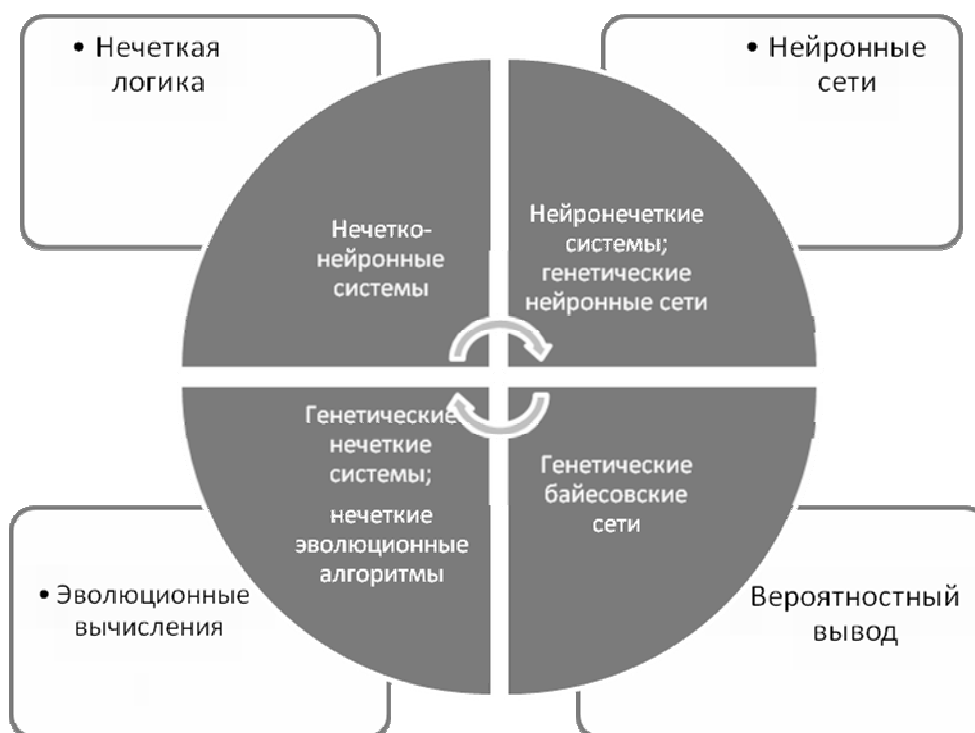 • Нечеткая
логика
• Нейронные
сети
Нечетко-
нейронные
системы
Нейронечеткие
системы;
генетические
нейронные сети
Генетические
нечеткие
системы;
нечеткие
эволюционные
алгоритмы
Генетические
байесовские
сети
• Эволюционные
вычисления
Вероятностный
вывод